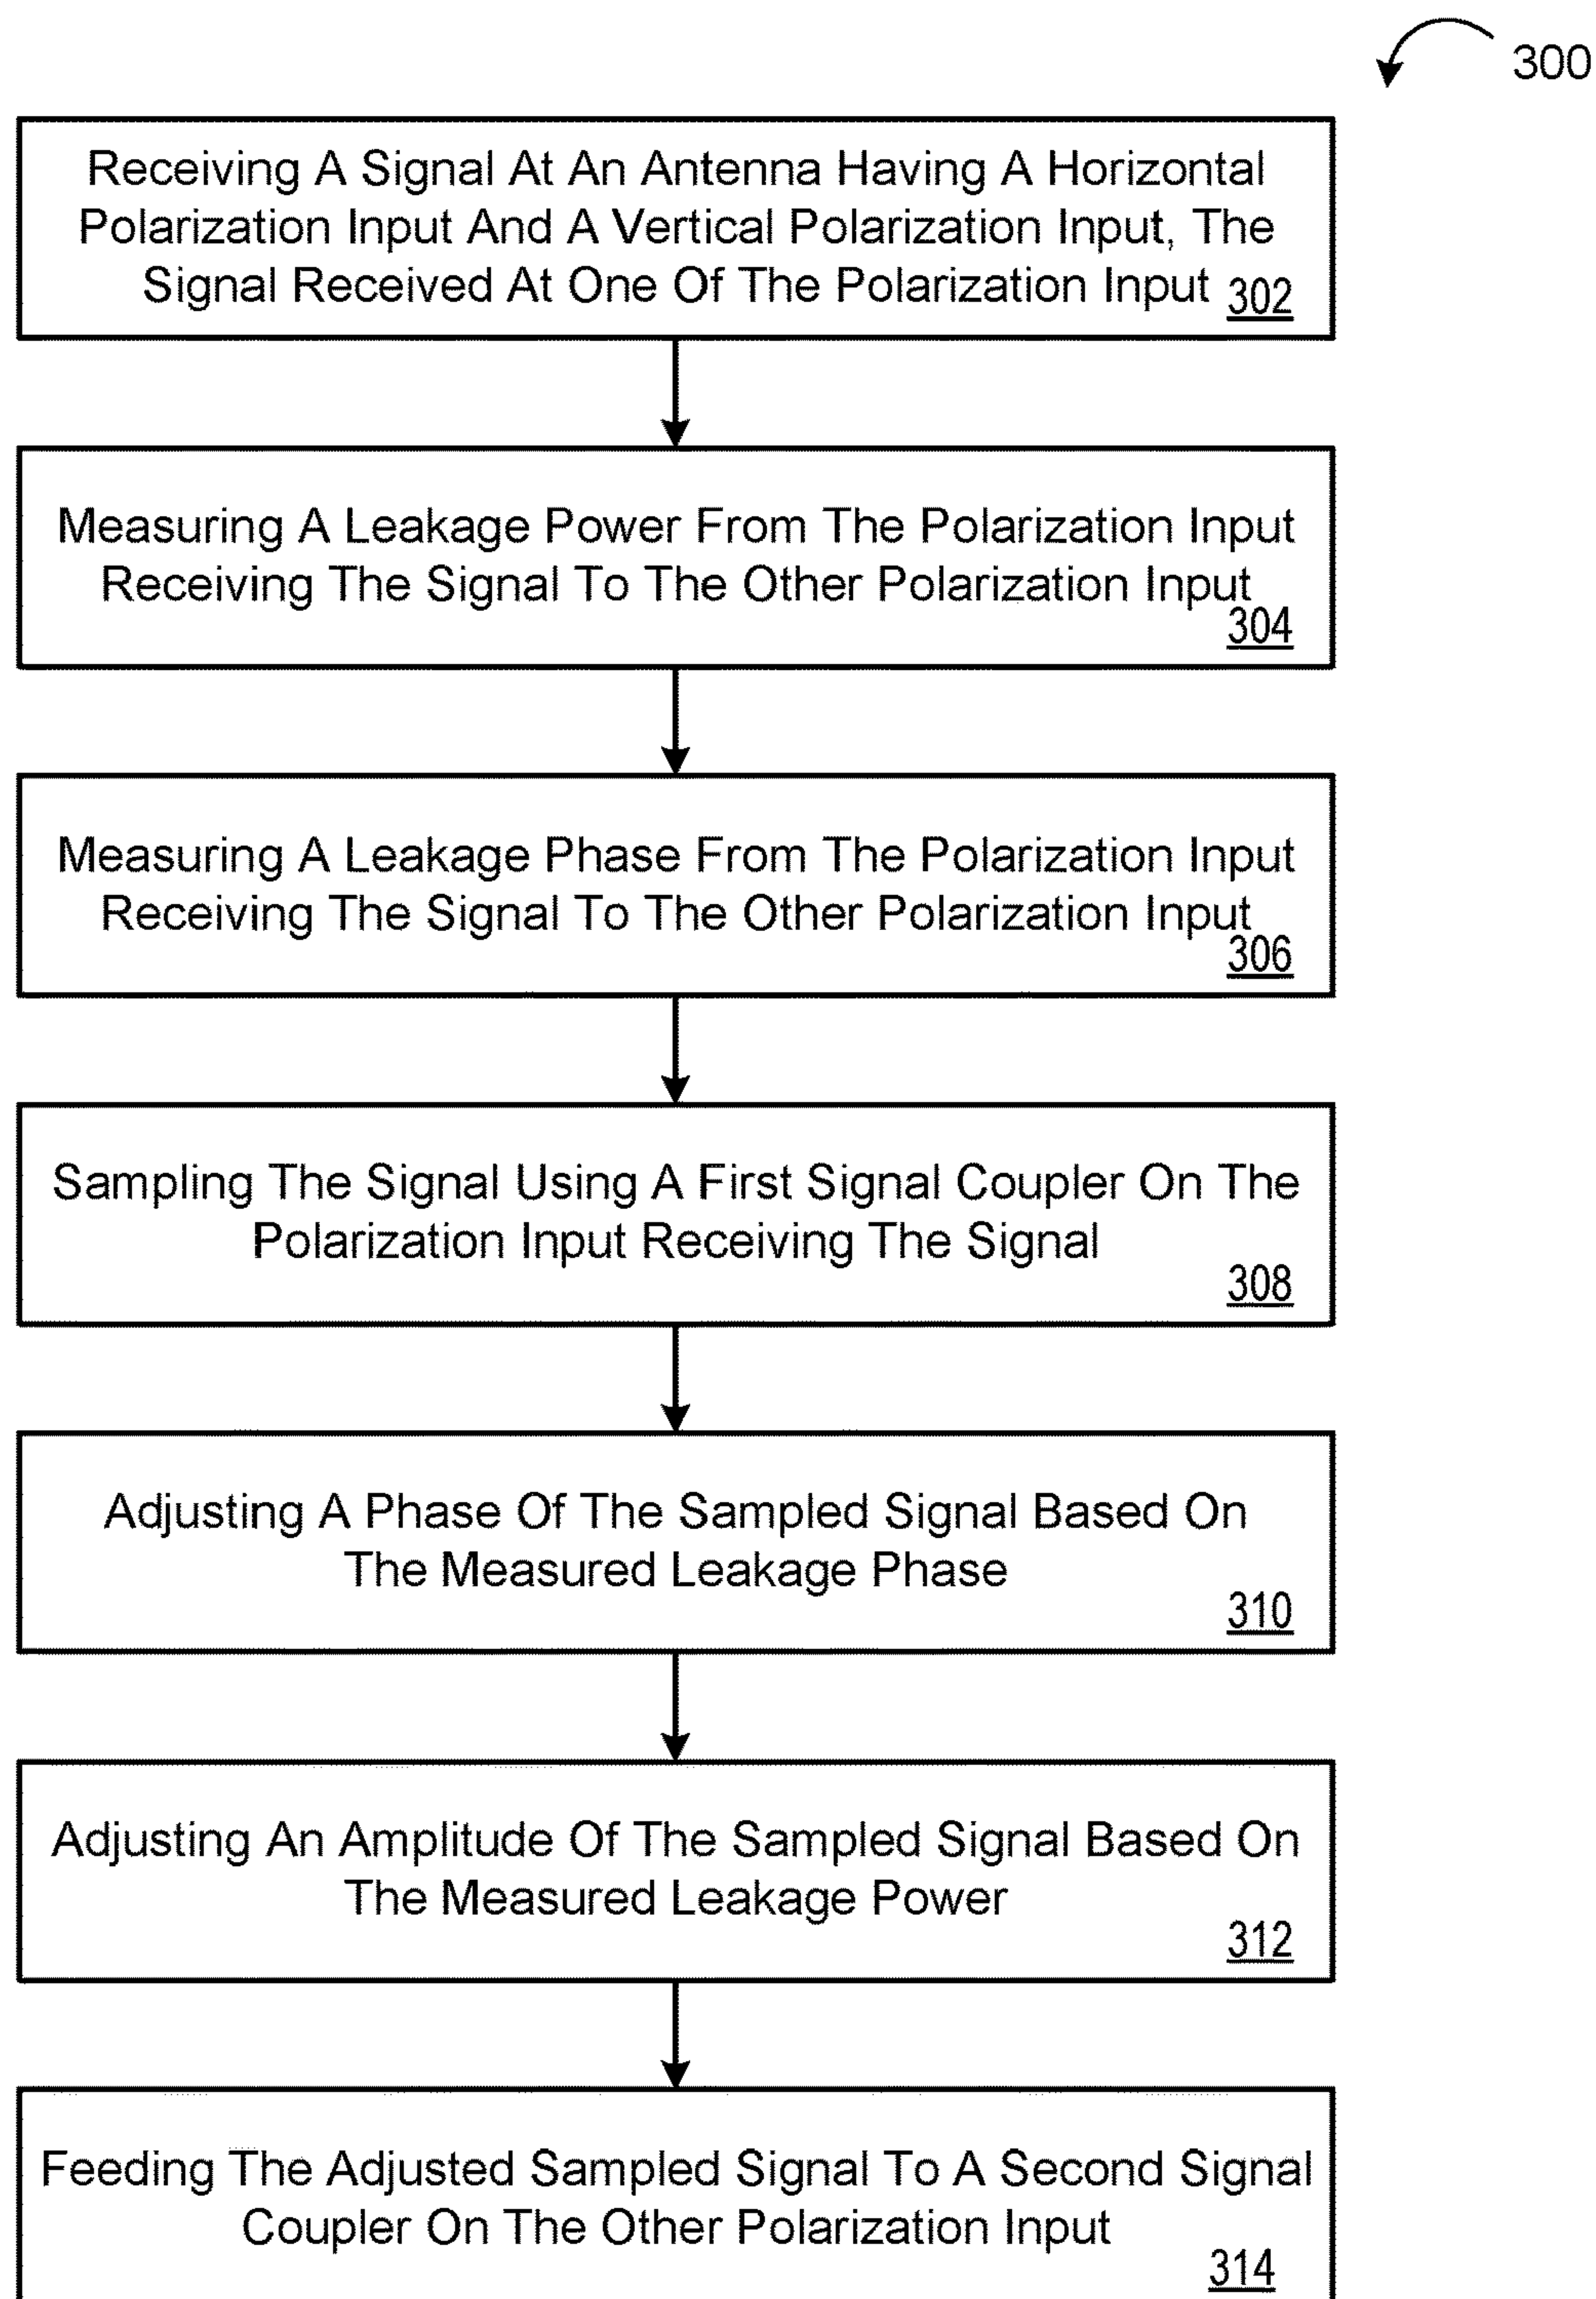 300
Receiving A Signal At An Antenna Having A Horizontal
Polarization Input And A Vertical Polarization Input, The
Signal Received At One Of The Polarization Input 302
Measuring A Leakage Power From The Polarization Input
Receiving The Signal To The Other Polarization Input
304
Measuring A Leakage Phase From The Polarization Input
Receiving The Signal To The Other Polarization Input
306
Sampling The Signal Using A First Signal Coupler On The
Polarization Input Receiving The Signal
308
Adjusting A Phase Of The Sampled Signal Based On
The Measured Leakage Phase
310
Adjusting An Amplitude Of The Sampled Signal Based On
The Measured Leakage Power
312
Feeding The Adjusted Sampled Signal To A Second Signal
Coupler On The Other Polarization Input
314